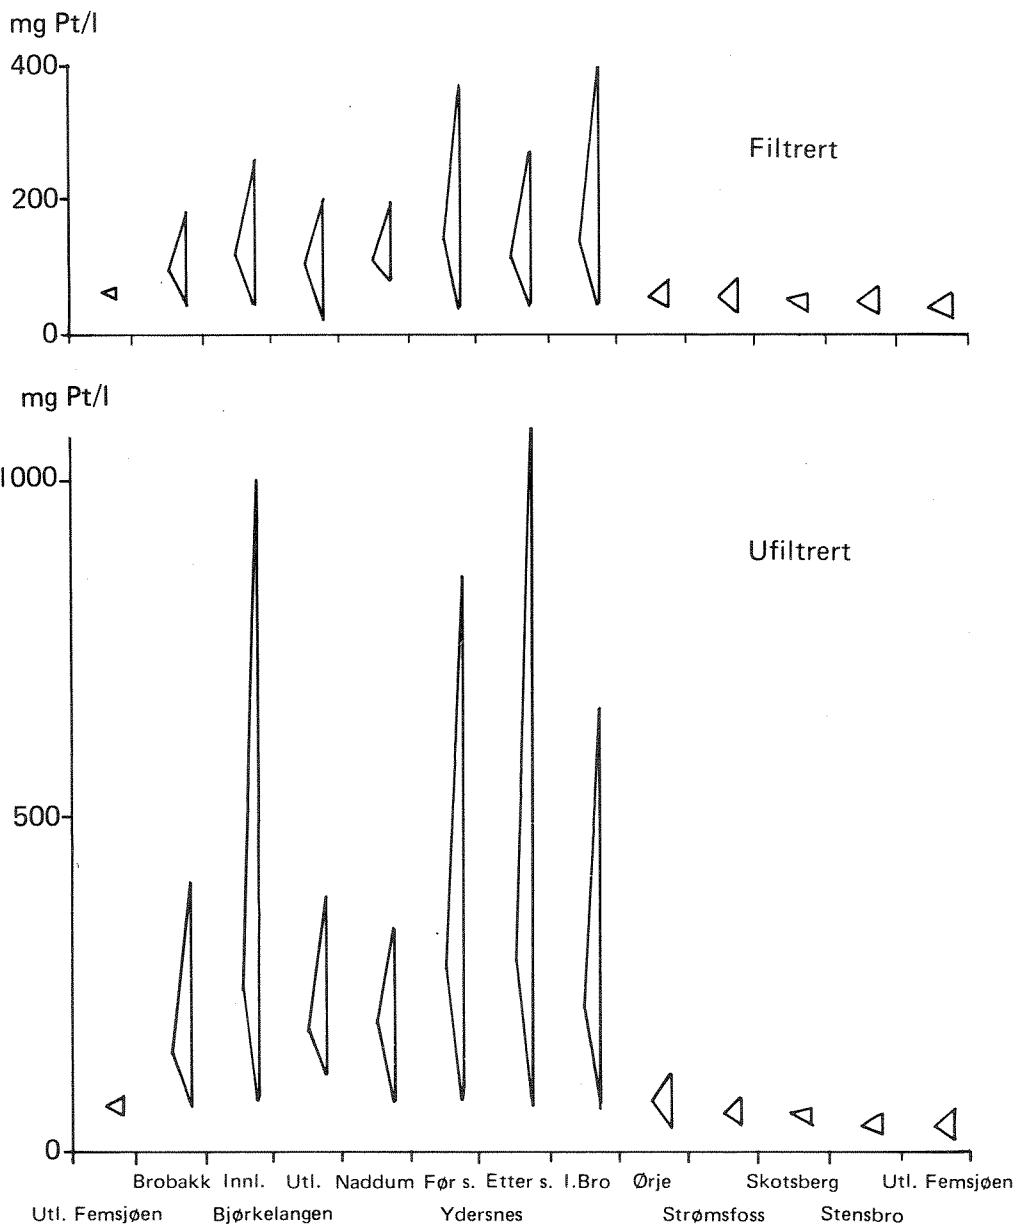 mg Pt/l
400
Filtrert
200
0
mg Pt/l
1000
Ufiltrert
500
0
Brobakk Innl. Utl. Naddum Før s. Etter s. l.Bro Ørje Skotsberg Utl. Femsjøen
Utl. Femsjøen Bjørkelangen Ydersnes Strømsfoss Stensbro